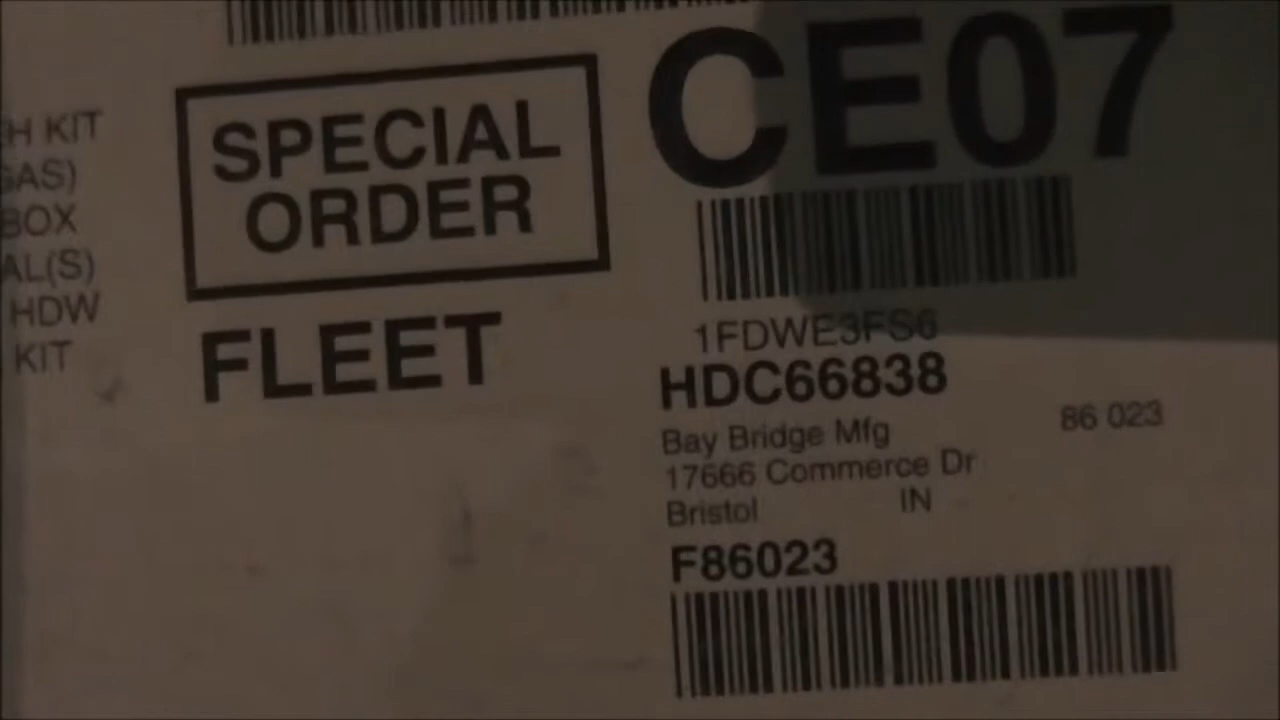 CH KIT
GAS)
BOX
AL(S)
HDW
KIT
SPECIAL
ORDER
FLEET
CE07
1FDWE3FS6
HDC66838
Bay Bridge Mfg 86 023
17666 Commerce Dr
Bristol IN
F86023